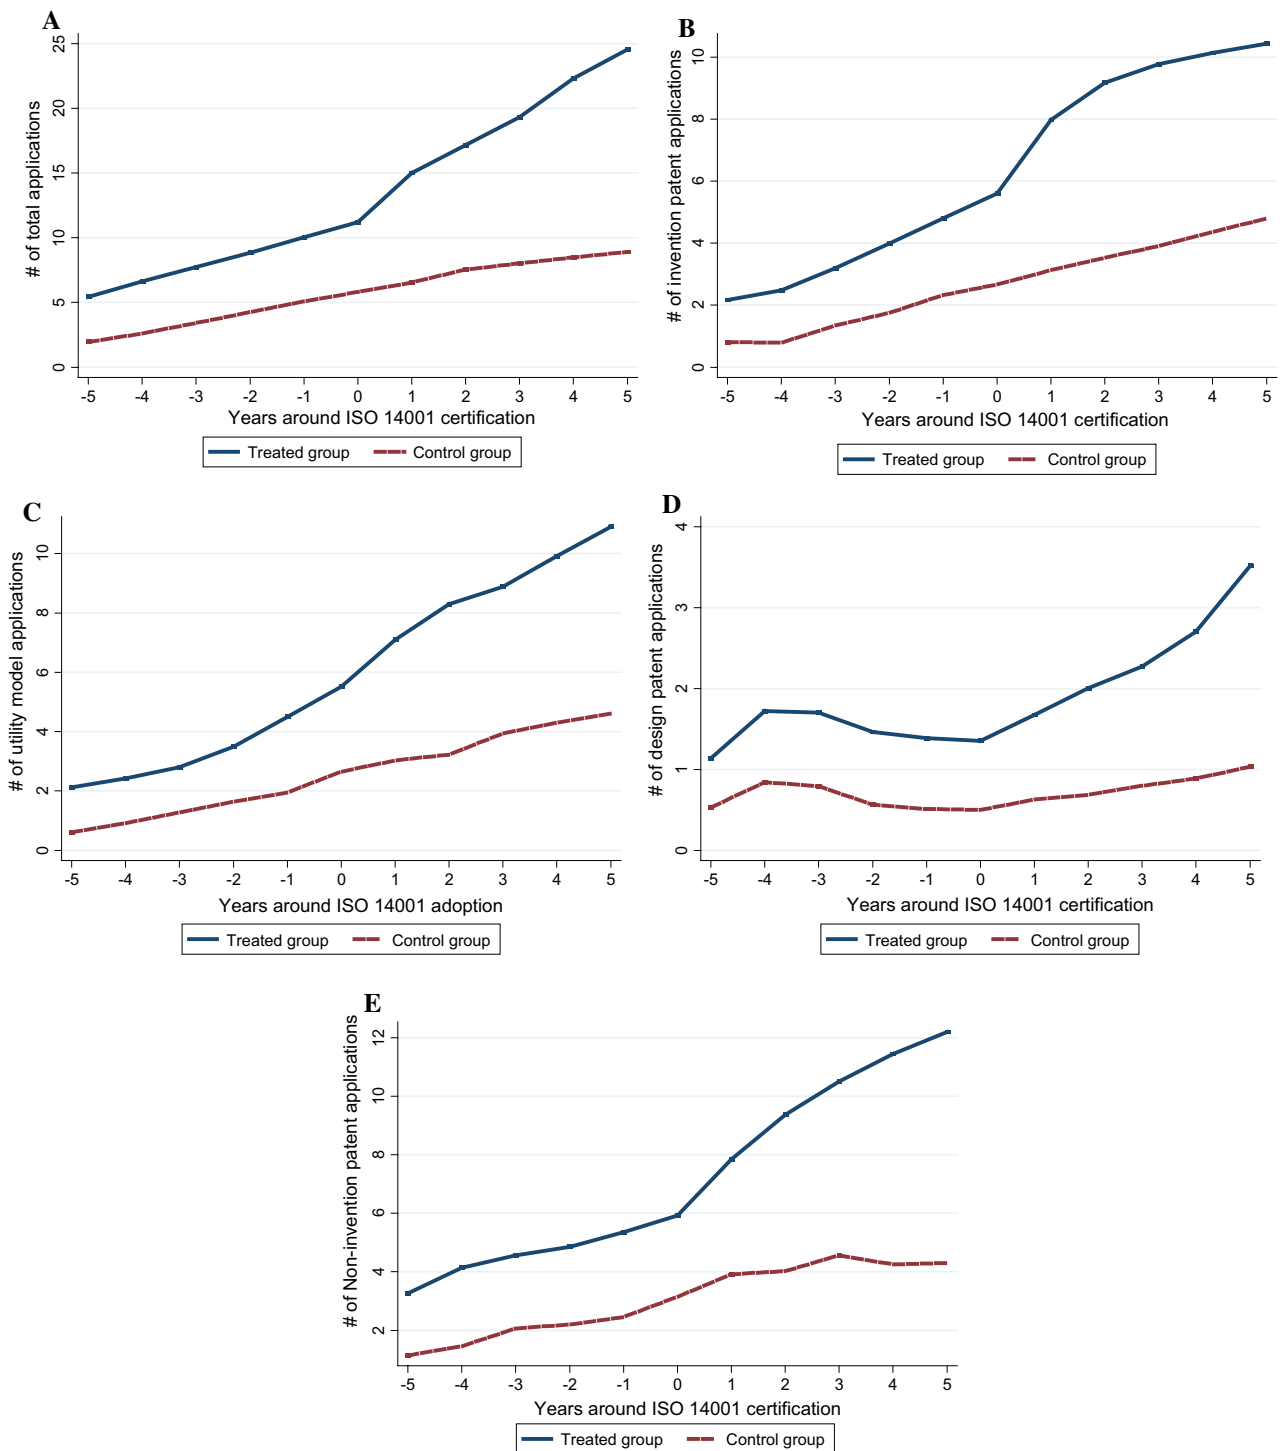 A
# of total applications
25
20
15
10
5
0
-5 -4 -3 -2 -1 0 1 2 3 4 5
Years around ISO 14001 certification
Treated group Control group
B
# of invention patent applications
10
8
6
4
2
0
-5 -4 -3 -2 -1 0 1 2 3 4 5
Years around ISO 14001 certification
Treated group Control group
C
# of utility model applications
10
8
6
4
2
0
-5 -4 -3 -2 -1 0 1 2 3 4 5
Years around ISO 14001 adoption
Treated group Control group
D
# of design patent applications
4
3
2
1
0
-5 -4 -3 -2 -1 0 1 2 3 4 5
Years around ISO 14001 certification
Treated group Control group
E
# of Non-invention patent applications
12
10
8
6
4
2
-5 -4 -3 -2 -1 0 1 2 3 4 5
Years around ISO 14001 certification
Treated group Control group